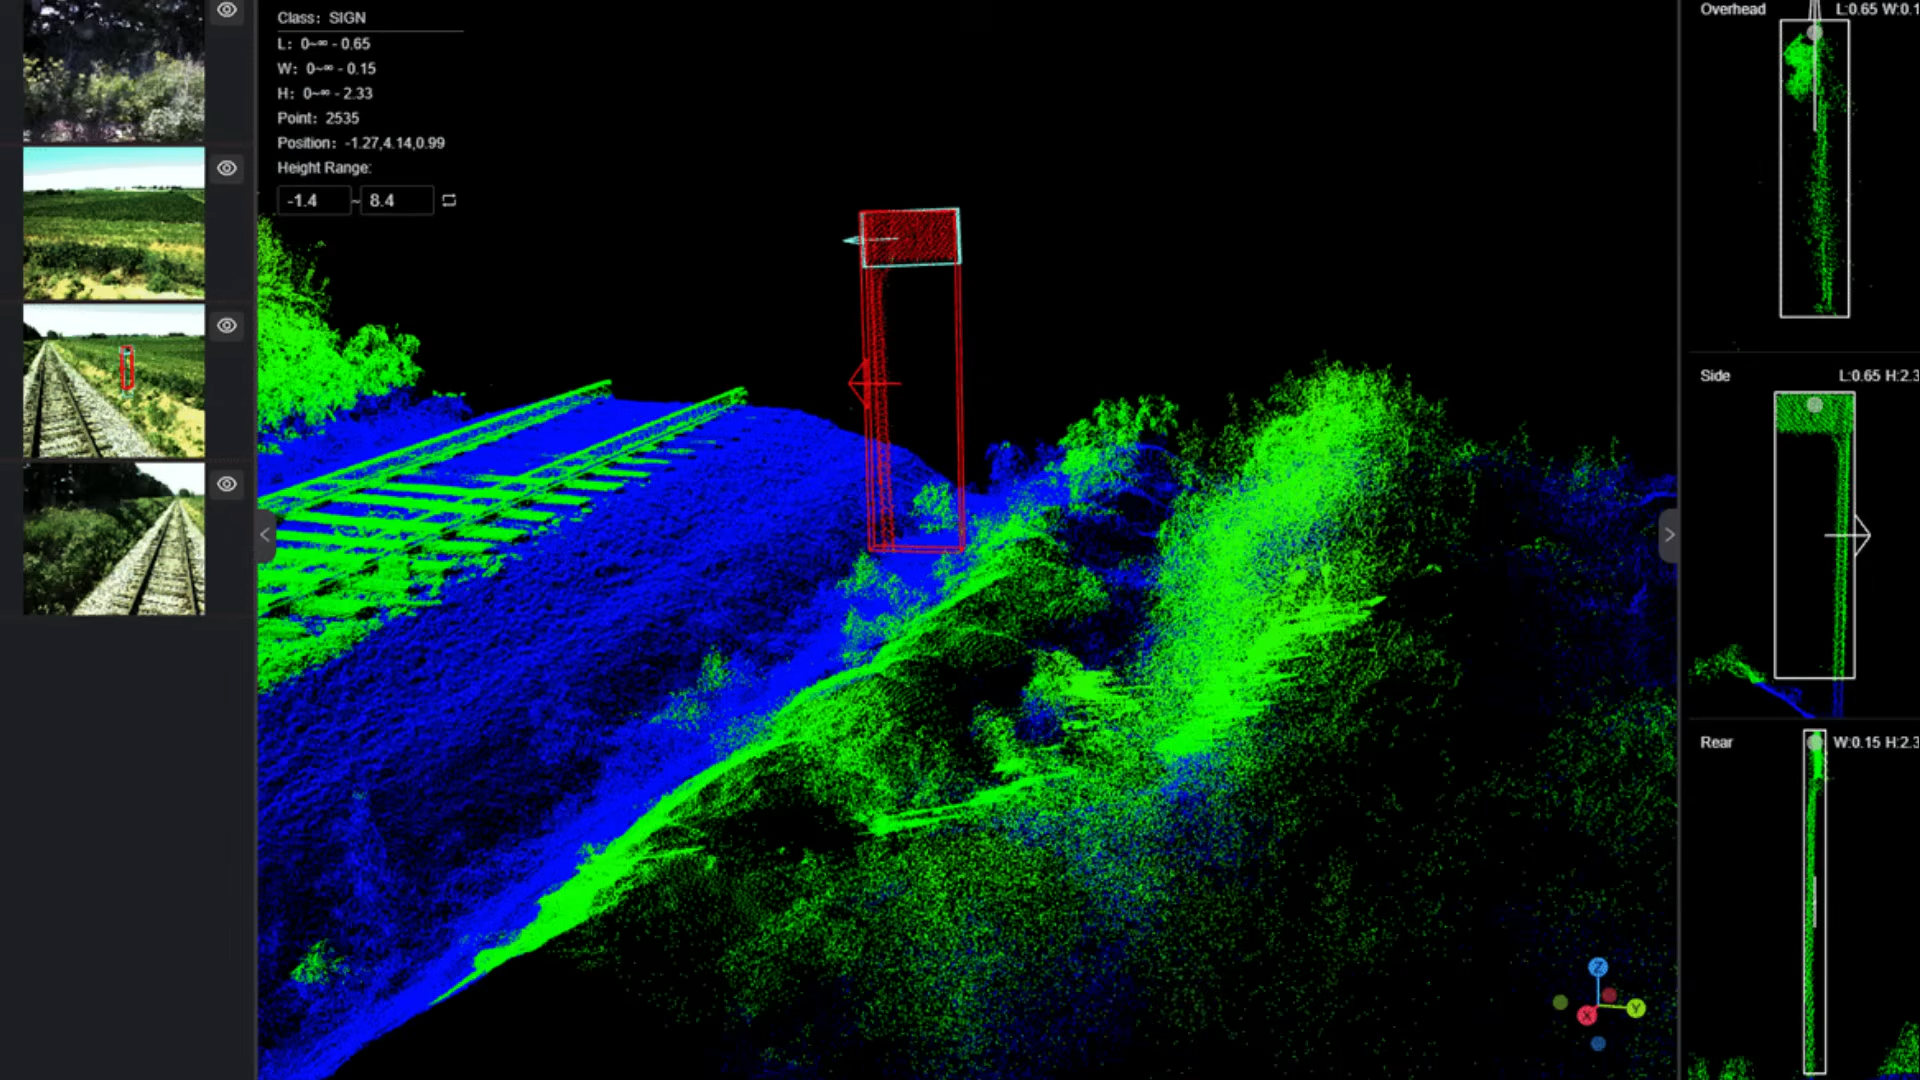 Class: SIGN
L: 0~∞ - 0.65
W: 0~∞ - 0.15
H: 0~∞ - 2.33
Point: 2535
Position: -1.27,4.14,0.99
Height Range:
-1.4 ~ 8.4
Overhead L:0.65 W:0.1
Side L:0.65 H:2.3
Rear W:0.15 H:2.3
Z
X
Y